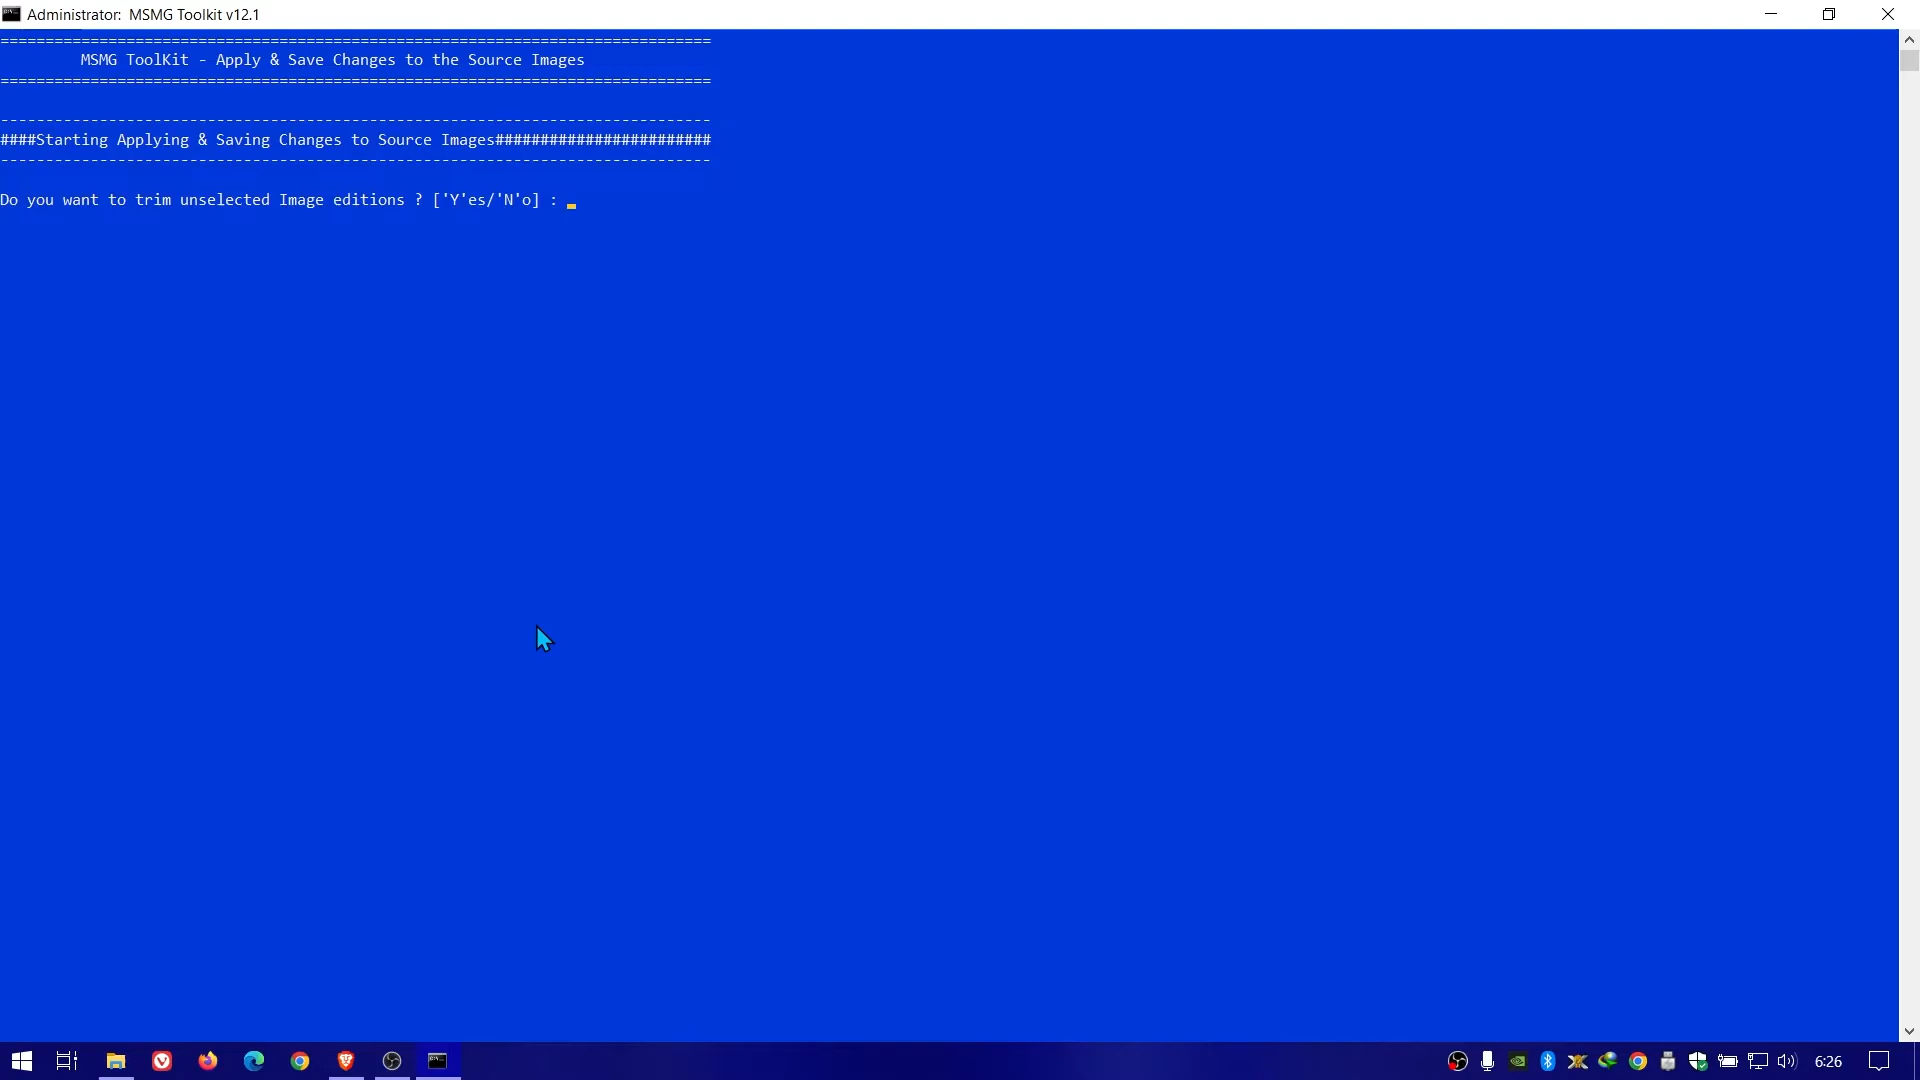 Administrator:  MSMG Toolkit v12.1
===============================================================================
MSMG ToolKit - Apply & Save Changes to the Source Images
===============================================================================
-------------------------------------------------------------------------------
####Starting Applying & Saving Changes to Source Images########################
-------------------------------------------------------------------------------
Do you want to trim unselected Image editions ? ['Y'es/'N'o] :
6:26